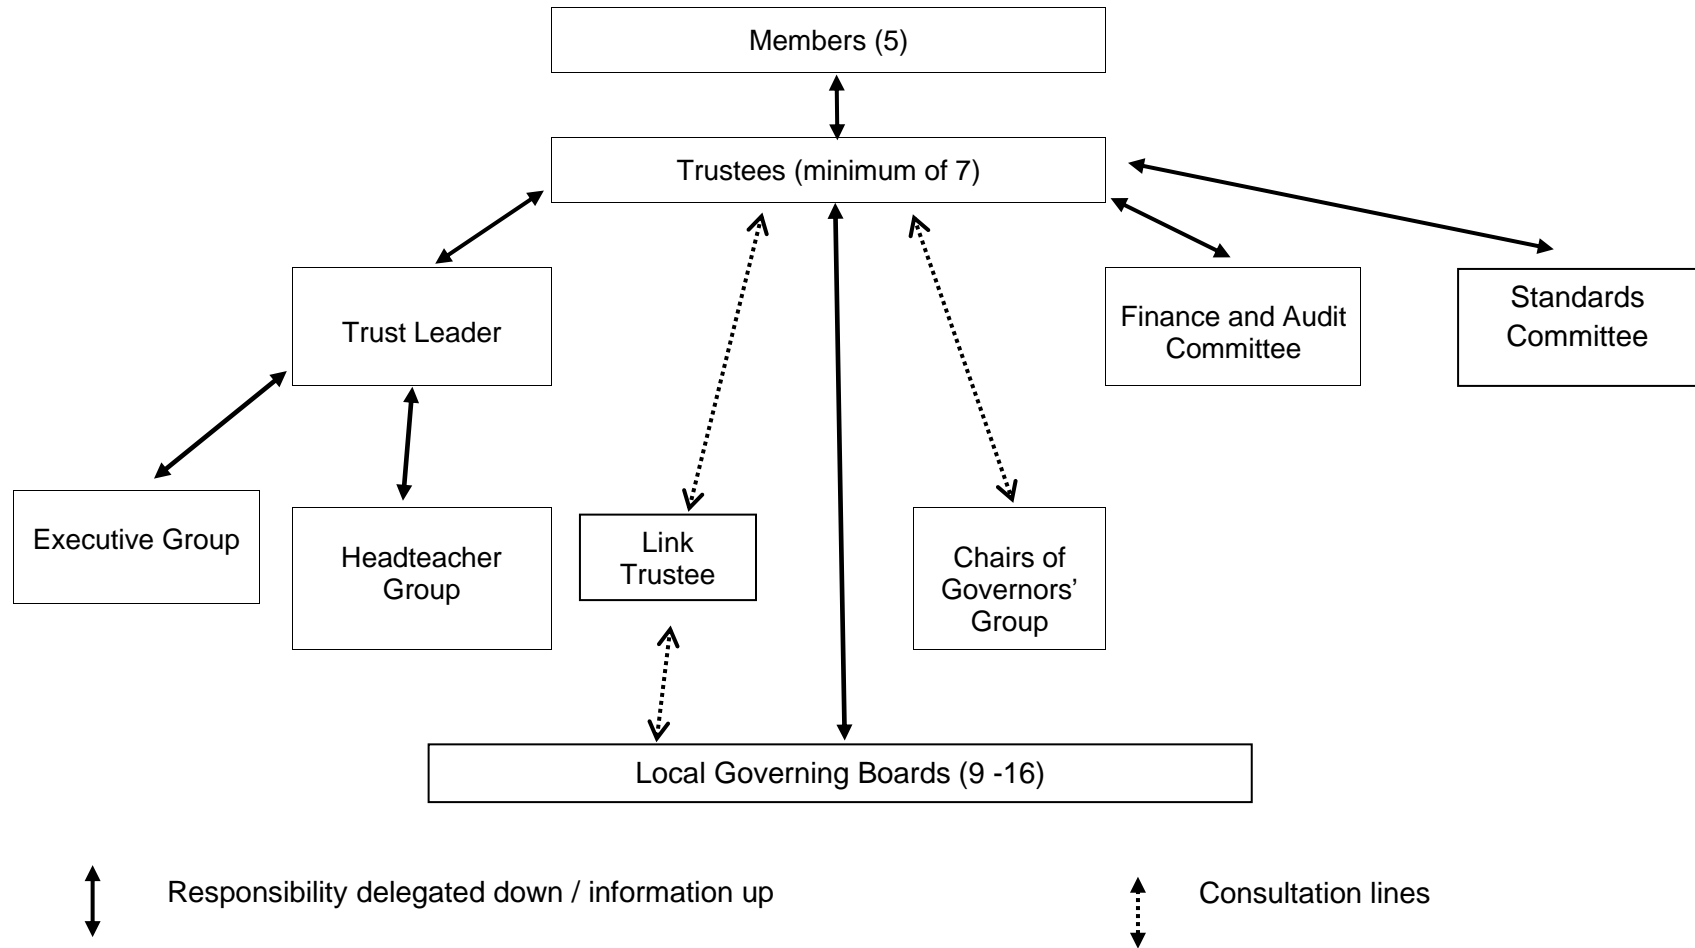 Members (5)
Trustees (minimum of 7)
Trust Leader
Finance and Audit
Committee
Standards
Committee
Executive Group
Headteacher
Group
Link
Trustee
Chairs of
Governors’
Group
Local Governing Boards (9 -16)
Responsibility delegated down / information up
Consultation lines